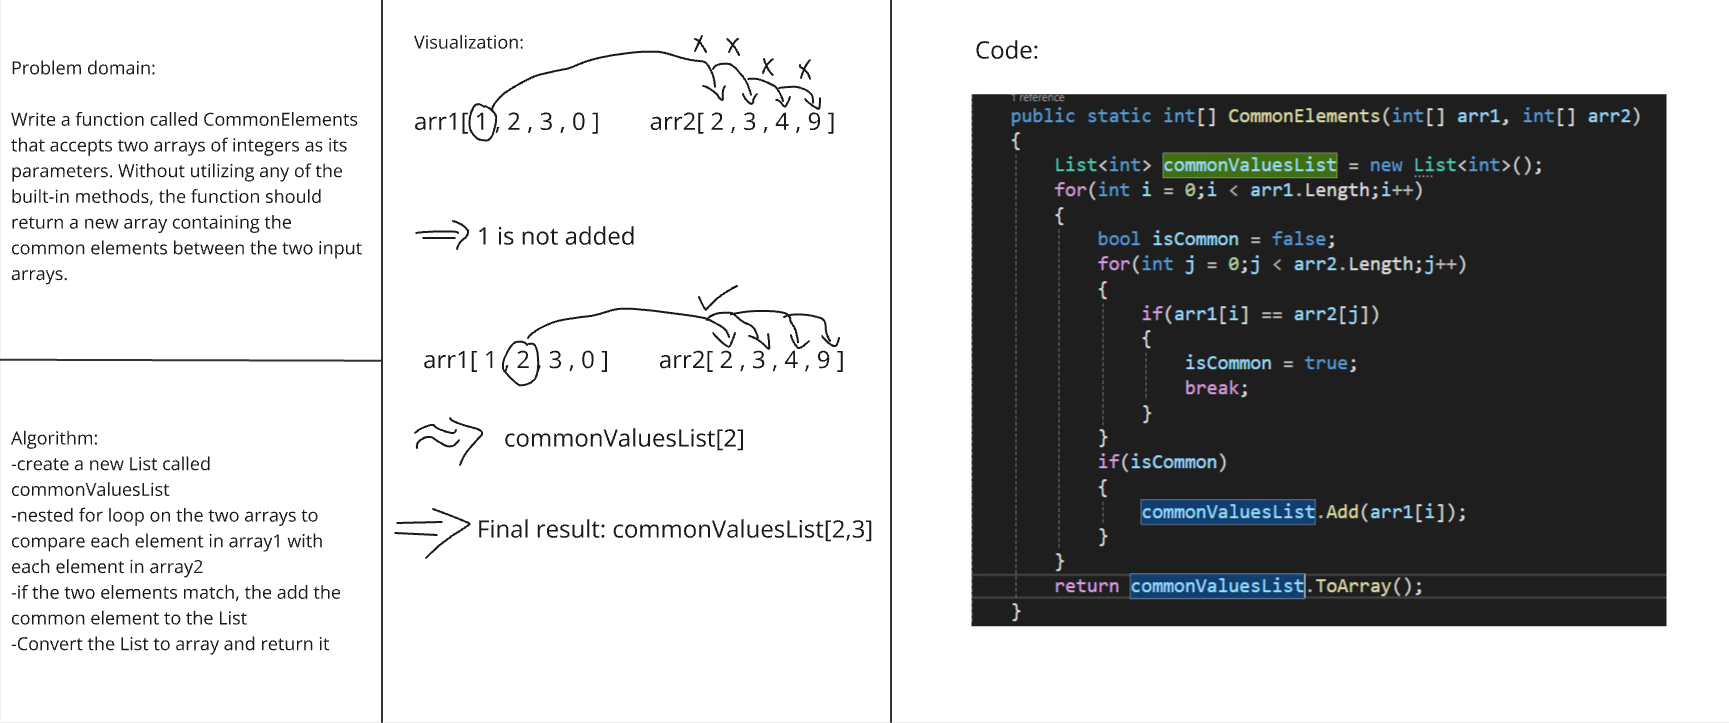 Problem domain:
Write a function called CommonElements
that accepts two arrays of integers as its
parameters. Without utilizing any of the
built-in methods, the function should
return a new array containing the
common elements between the two input
arrays.
Algorithm:
-create a new List called
commonValuesList
-nested for loop on the two arrays to
compare each element in array1 with
each element in array2
-if the two elements match, the add the
common element to the List
-Convert the List to array and return it
Visualization:
X X X X
arr1[ 1 , 2 , 3 , 0 ] arr2[ 2 , 3 , 4 , 9 ]
1 is not added
arr1[ 1 , 2 , 3 , 0 ] arr2[ 2 , 3 , 4 , 9 ]
commonValuesList[2]
Final result: commonValuesList[2,3]
Code:
1 reference
public static int[] CommonElements(int[] arr1, int[] arr2)
{
List<int> commonValuesList = new List<int>();
for(int i = 0;i < arr1.Length;i++)
{
bool isCommon = false;
for(int j = 0;j < arr2.Length;j++)
{
if(arr1[i] == arr2[j])
{
isCommon = true;
break;
}
}
if(isCommon)
{
commonValuesList.Add(arr1[i]);
}
}
return commonValuesList.ToArray();
}